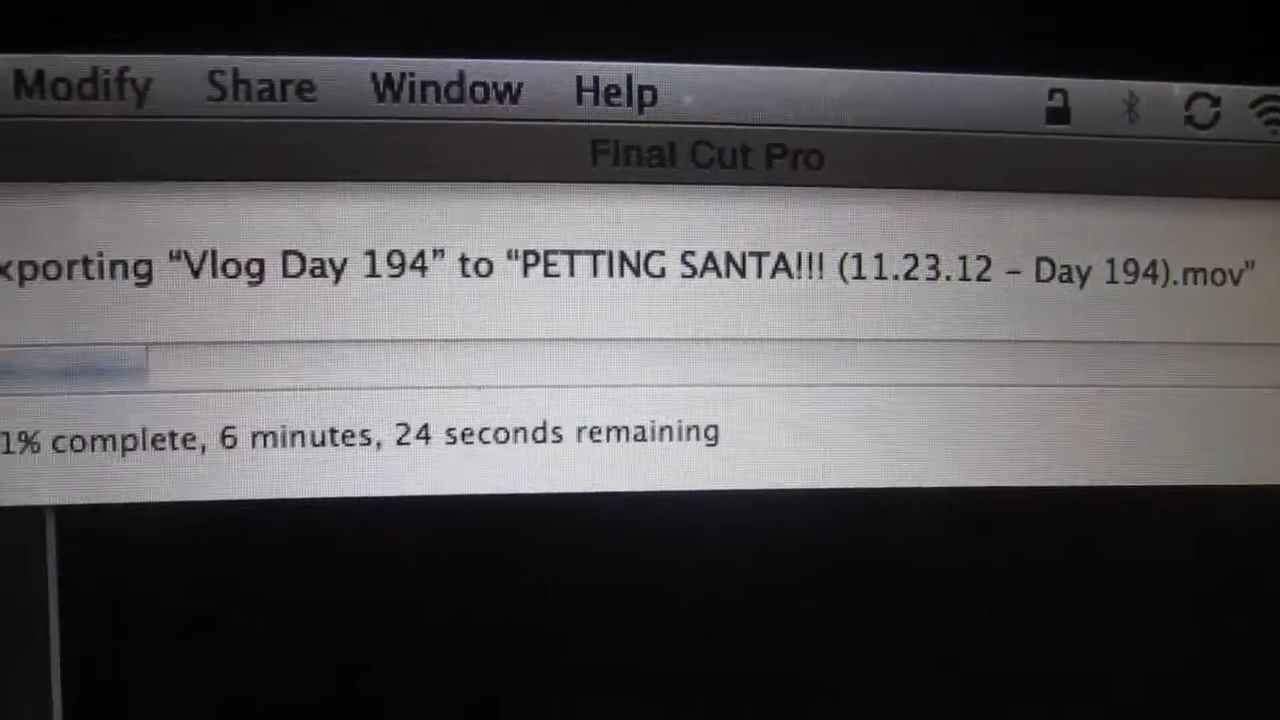 Modify Share Window Help
Final Cut Pro
xporting “Vlog Day 194” to “PETTING SANTA!!! (11.23.12 – Day 194).mov”
1% complete, 6 minutes, 24 seconds remaining